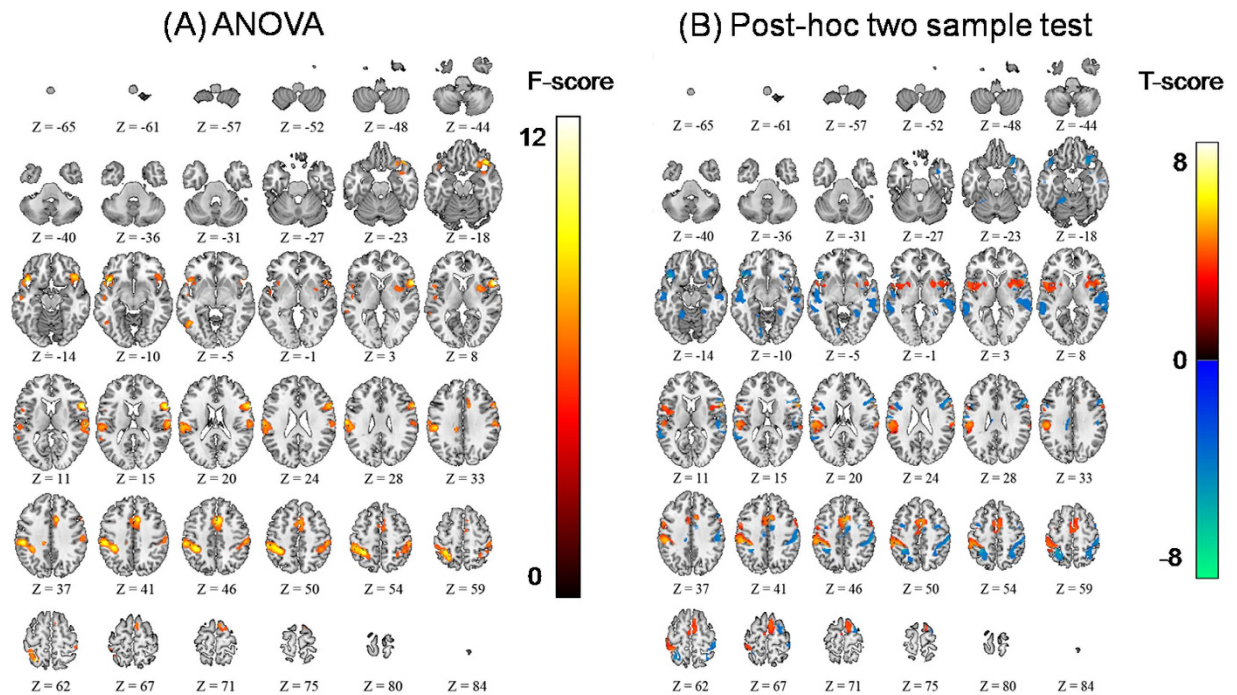 (A) ANOVA
F-score
12
0
Z = -65 Z = -61 Z = -57 Z = -52 Z = -48 Z = -44
Z = -40 Z = -36 Z = -31 Z = -27 Z = -23 Z = -18
Z = -14 Z = -10 Z = -5 Z = -1 Z = 3 Z = 8
Z = 11 Z = 15 Z = 20 Z = 24 Z = 28 Z = 33
Z = 37 Z = 41 Z = 46 Z = 50 Z = 54 Z = 59
Z = 62 Z = 67 Z = 71 Z = 75 Z = 80 Z = 84
(B) Post-hoc two sample test
T-score
8
0
-8
Z = -65 Z = -61 Z = -57 Z = -52 Z = -48 Z = -44
Z = -40 Z = -36 Z = -31 Z = -27 Z = -23 Z = -18
Z = -14 Z = -10 Z = -5 Z = -1 Z = 3 Z = 8
Z = 11 Z = 15 Z = 20 Z = 24 Z = 28 Z = 33
Z = 37 Z = 41 Z = 46 Z = 50 Z = 54 Z = 59
Z = 62 Z = 67 Z = 71 Z = 75 Z = 80 Z = 84